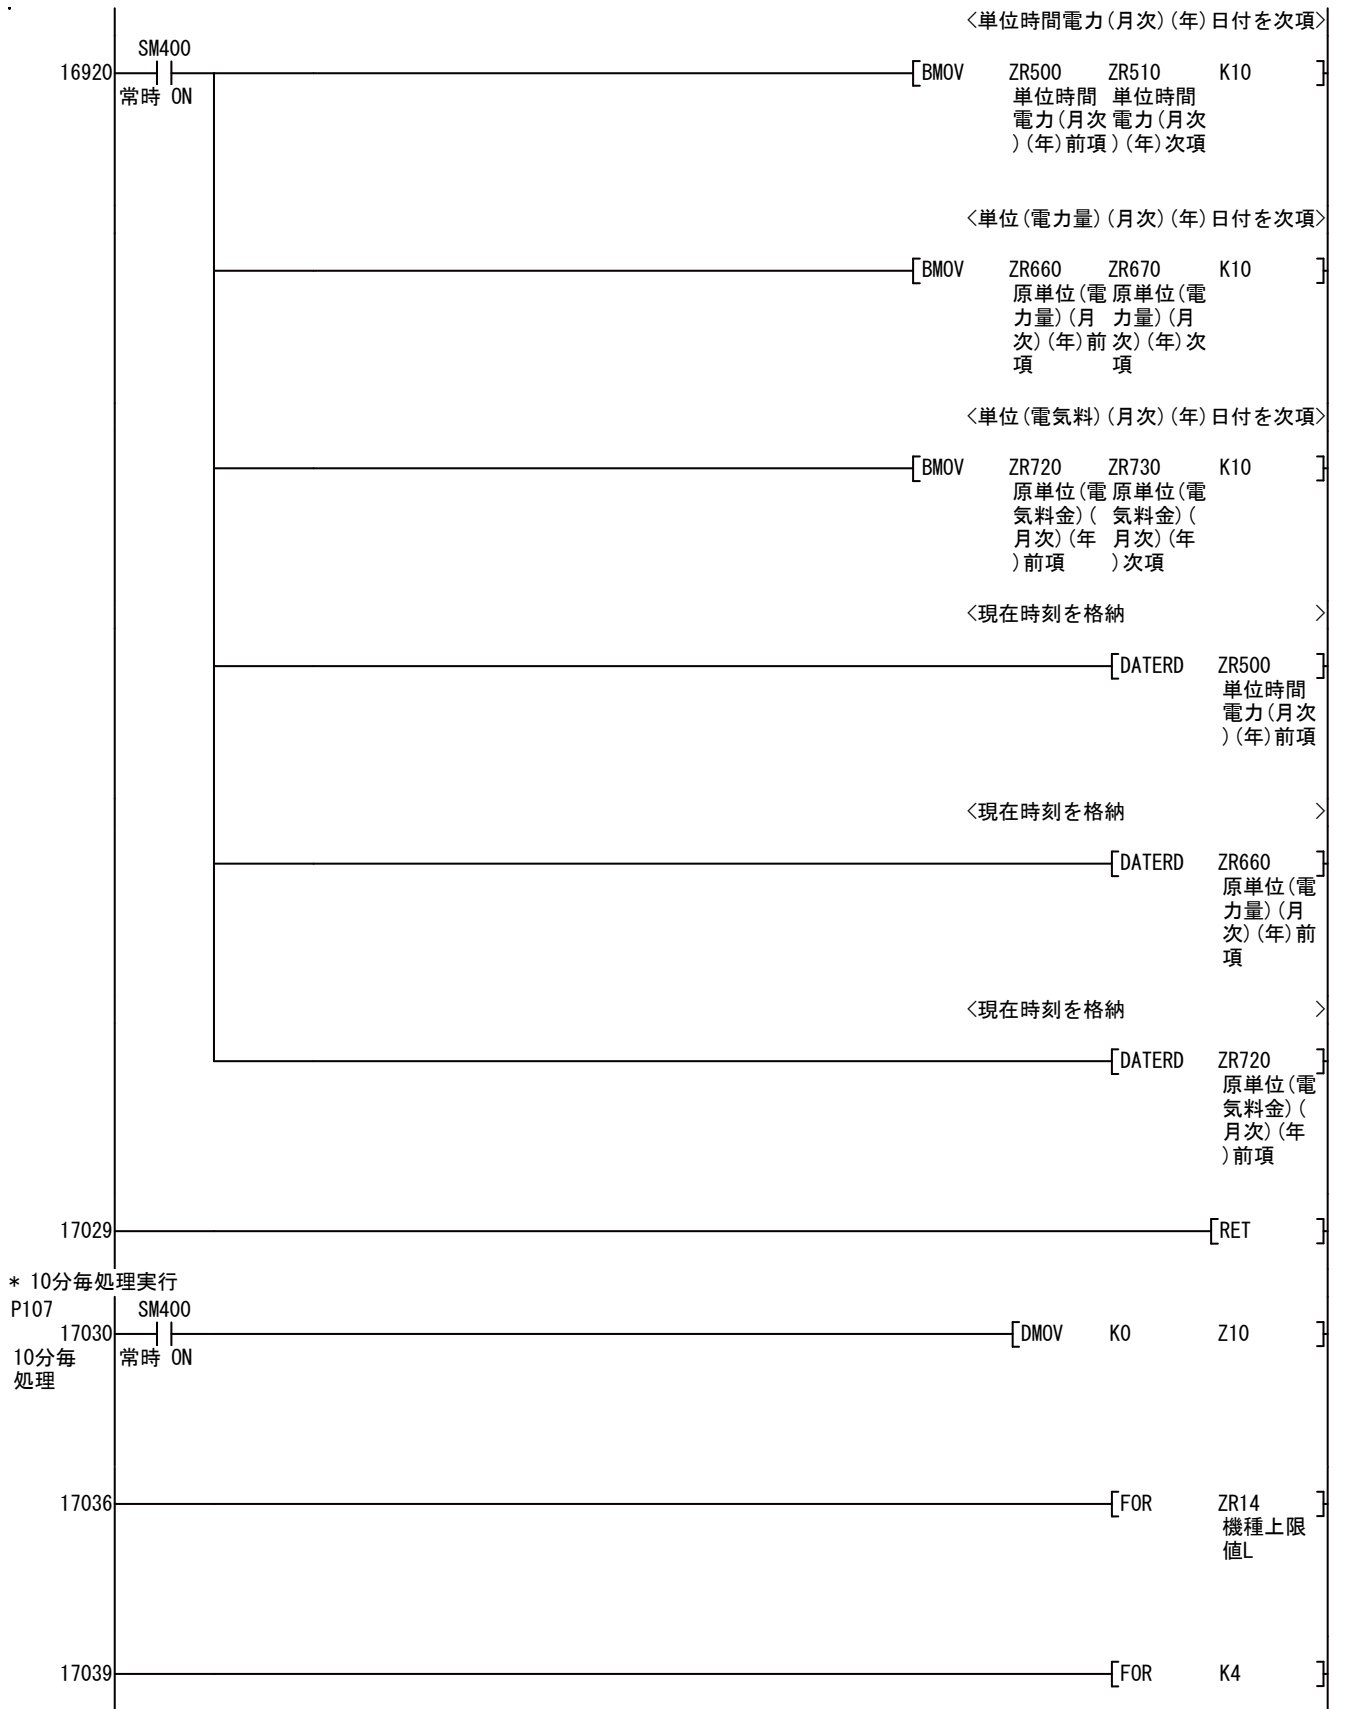 <単位時間電力(月次)(年)日付を次項>
SM400
16920 [BMOV ZR500 ZR510 K10 ]
常時 ON 単位時間 単位時間
電力(月次 電力(月次
)(年)前項 )(年)次項
<単位(電力量)(月次)(年)日付を次項>
[BMOV ZR660 ZR670 K10 ]
原単位(電 原単位(電
力量)(月 力量)(月
次)(年)前 次)(年)次
項 項
<単位(電気料)(月次)(年)日付を次項>
[BMOV ZR720 ZR730 K10 ]
原単位(電 原単位(電
気料金)( 気料金)(
月次)(年 月次)(年
)前項 )次項
<現在時刻を格納 >
[DATERD ZR500 ]
単位時間
電力(月次
)(年)前項
<現在時刻を格納 >
[DATERD ZR660 ]
原単位(電
力量)(月
次)(年)前
項
<現在時刻を格納 >
[DATERD ZR720 ]
原単位(電
気料金)(
月次)(年
)前項
17029 [RET ]
* 10分毎処理実行
P107 SM400
17030 [DMOV K0 Z10 ]
10分毎 常時 ON
処理
17036 [FOR ZR14 ]
機種上限
値L
17039 [FOR K4 ]